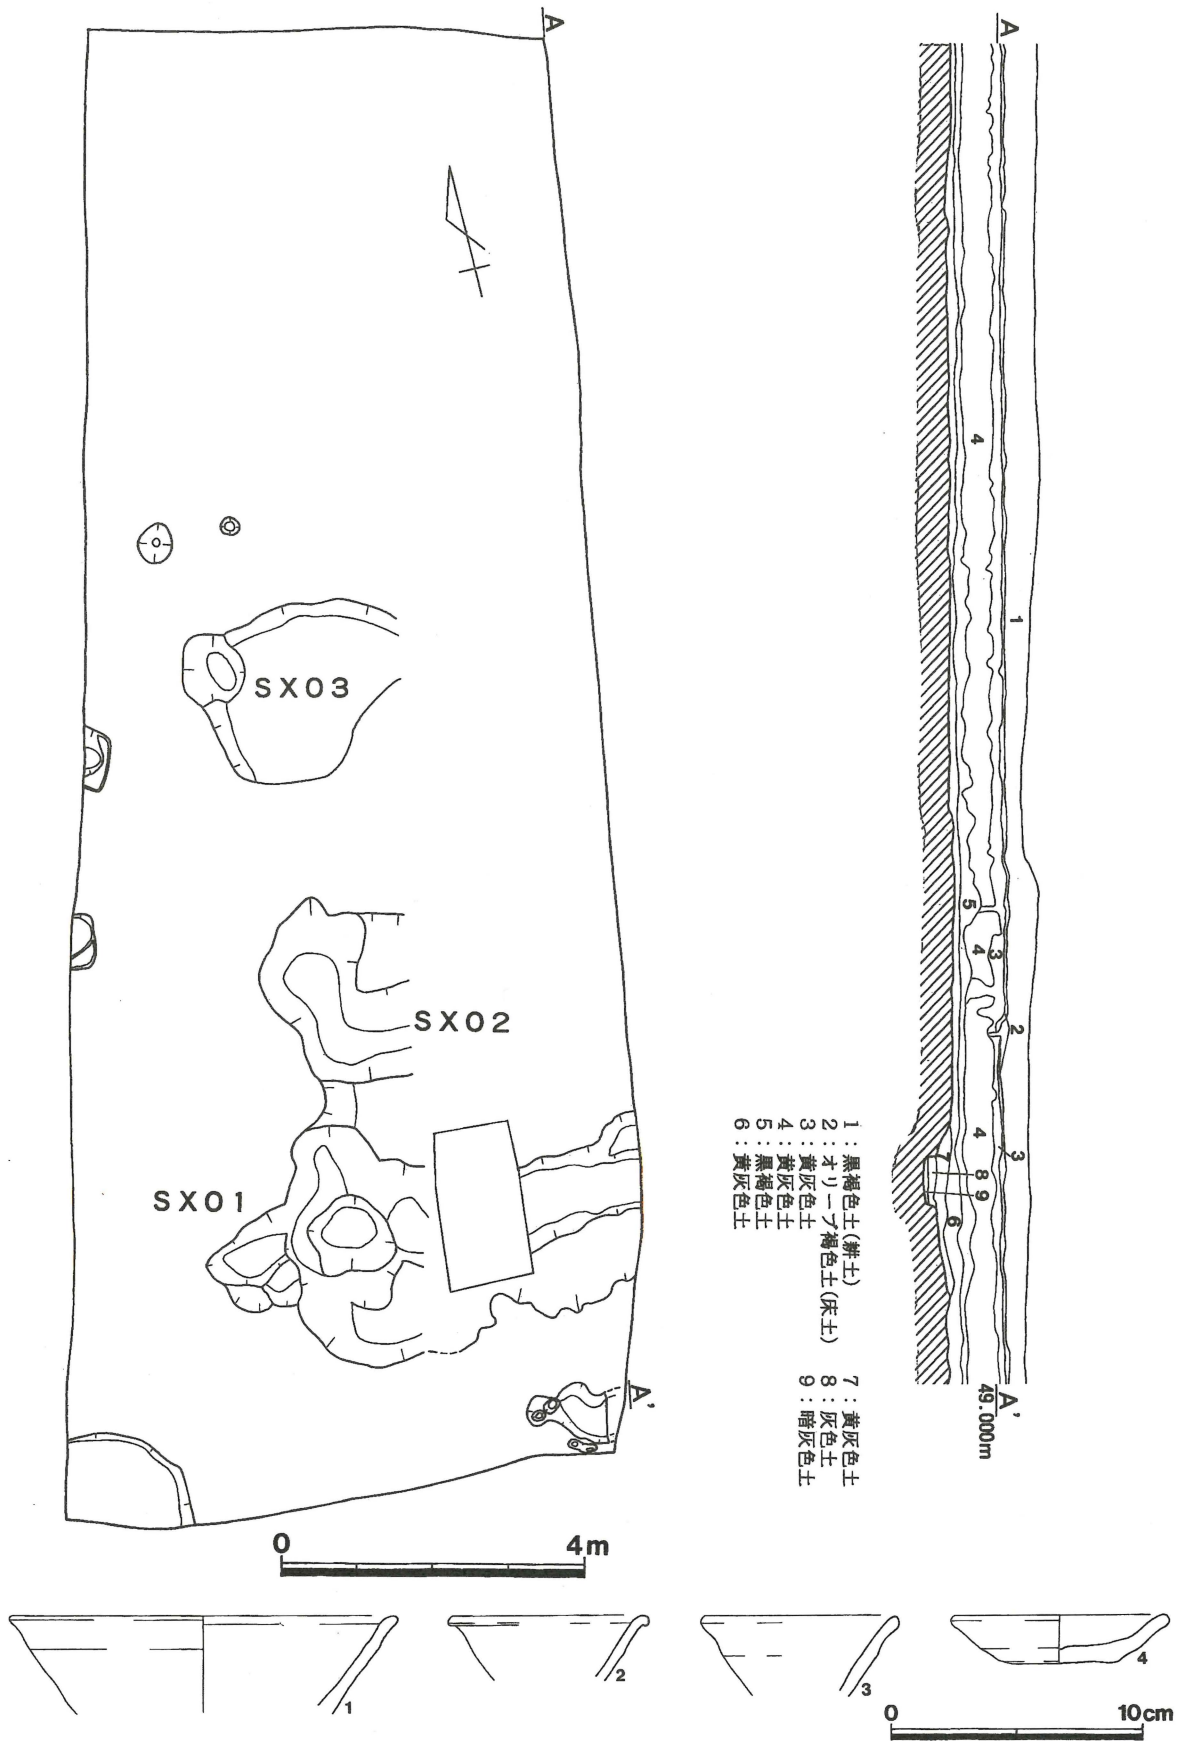 A
A
4
1
SX03
5
4
3
2
SX02
4
3
7
8
9
6
SX01
1：黒褐色土(耕土)
2：オリーブ褐色土(床土)
3：黄灰色土
4：黄灰色土
5：黒褐色土
6：黄灰色土
7：黄灰色土
8：灰色土
9：暗灰色土
A'
A'
49.000m
0 4m
1
2
3
4
0 10cm